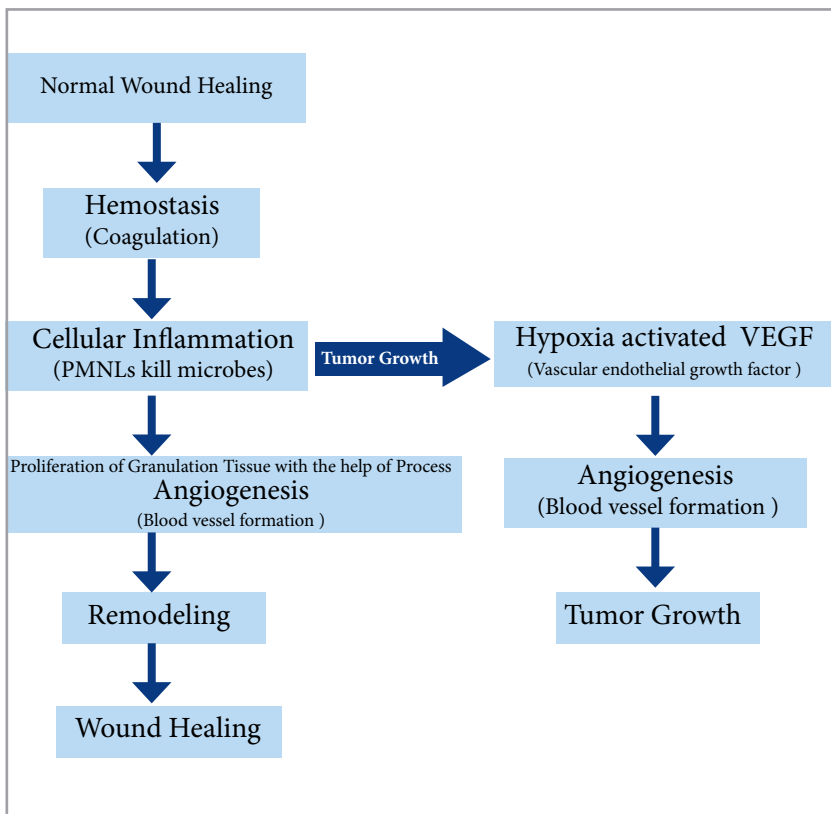 Normal Wound Healing
Hemostasis
(Coagulation)
Cellular Inflammation
(PMNLs kill microbes)
Tumor Growth
Hypoxia activated VEGF
(Vascular endothelial growth factor )
Proliferation of Granulation Tissue with the help of Process
Angiogenesis
(Blood vessel formation )
Angiogenesis
(Blood vessel formation )
Remodeling
Tumor Growth
Wound Healing